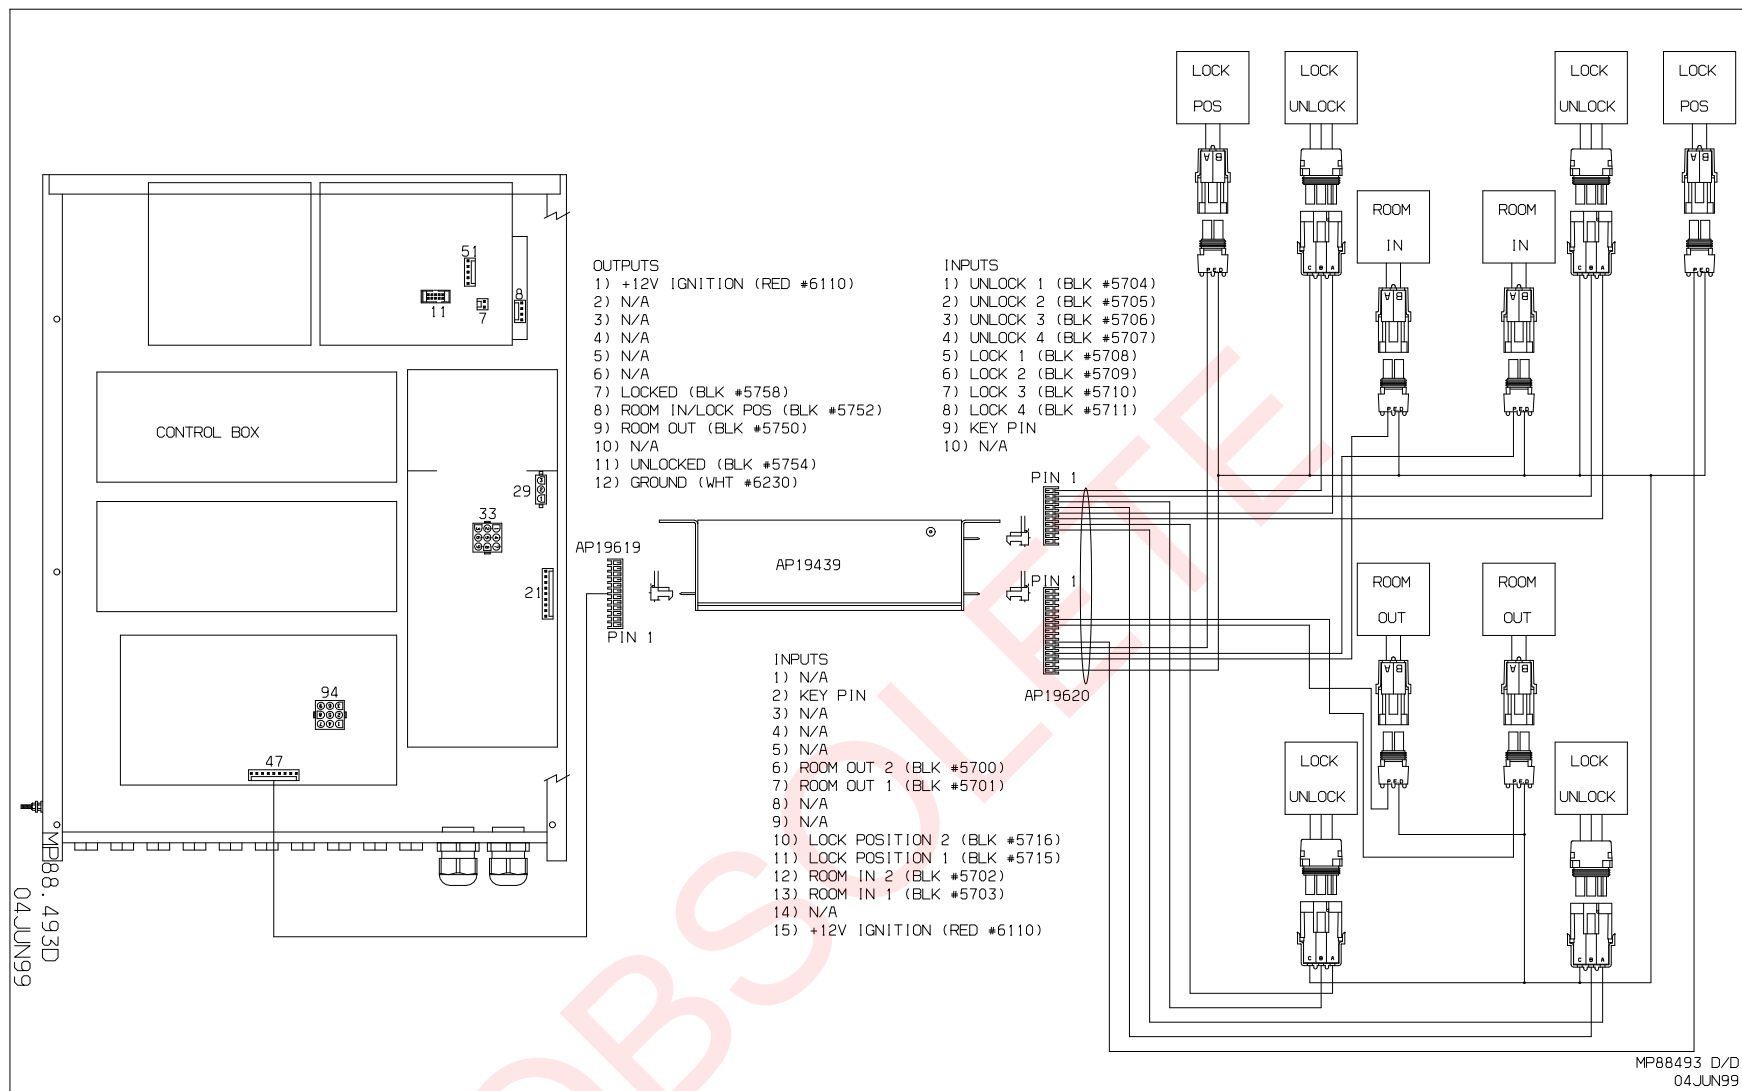 LOCK
POS
LOCK
UNLOCK
LOCK
UNLOCK
LOCK
POS
A B
A B
ROOM
IN
ROOM
IN
C B A
C B A
A B
A B
51
11
7
8
OUTPUTS
1) +12V IGNITION (RED #6110)
2) N/A
3) N/A
4) N/A
5) N/A
6) N/A
7) LOCKED (BLK #5758)
8) ROOM IN/LOCK POS (BLK #5752)
9) ROOM OUT (BLK #5750)
10) N/A
11) UNLOCKED (BLK #5754)
12) GROUND (WHT #6230)
INPUTS
1) UNLOCK 1 (BLK #5704)
2) UNLOCK 2 (BLK #5705)
3) UNLOCK 3 (BLK #5706)
4) UNLOCK 4 (BLK #5707)
5) LOCK 1 (BLK #5708)
6) LOCK 2 (BLK #5709)
7) LOCK 3 (BLK #5710)
8) LOCK 4 (BLK #5711)
9) KEY PIN
10) N/A
CONTROL BOX
29
33
21
94
47
AP19619
PIN 1
AP19439
PIN 1
PIN 1
AP19620
INPUTS
1) N/A
2) KEY PIN
3) N/A
4) N/A
5) N/A
6) ROOM OUT 2 (BLK #5700)
7) ROOM OUT 1 (BLK #5701)
8) N/A
9) N/A
10) LOCK POSITION 2 (BLK #5716)
11) LOCK POSITION 1 (BLK #5715)
12) ROOM IN 2 (BLK #5702)
13) ROOM IN 1 (BLK #5703)
14) N/A
15) +12V IGNITION (RED #6110)
ROOM
OUT
ROOM
OUT
A B
A B
LOCK
UNLOCK
LOCK
UNLOCK
C B A
C B A
MP88.493D
04JUN99
OBSOLETE
MP88493 D/D
04JUN99